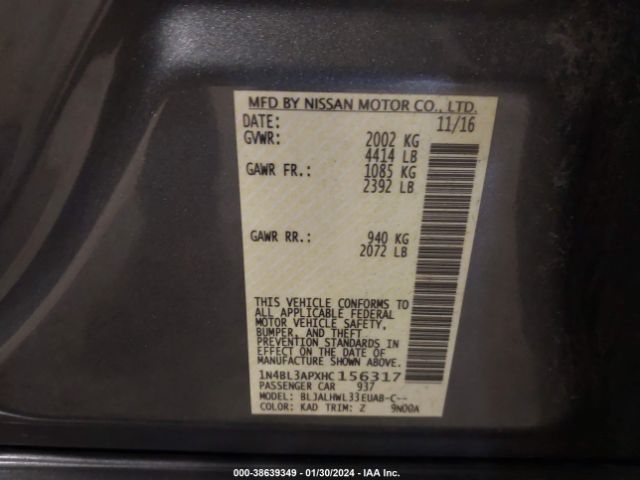 MFD BY NISSAN MOTOR CO., LTD.
DATE: 11/16
GVWR: 2002 KG
4414 LB
GAWR FR.: 1085 KG
2392 LB
GAWR RR.: 940 KG
2072 LB
THIS VEHICLE CONFORMS TO
ALL APPLICABLE FEDERAL
MOTOR VEHICLE SAFETY,
BUMPER, AND THEFT
PREVENTION STANDARDS IN
EFFECT ON THE DATE OF
MANUFACTURE SHOWN ABOVE.
1N4BL3APXHC 156317
PASSENGER CAR 937
MODEL: BLJALHWL33EUAB-C--
COLOR: KAD TRIM: Z 9N00A
000-38639349 - 01/30/2024 - IAA Inc.